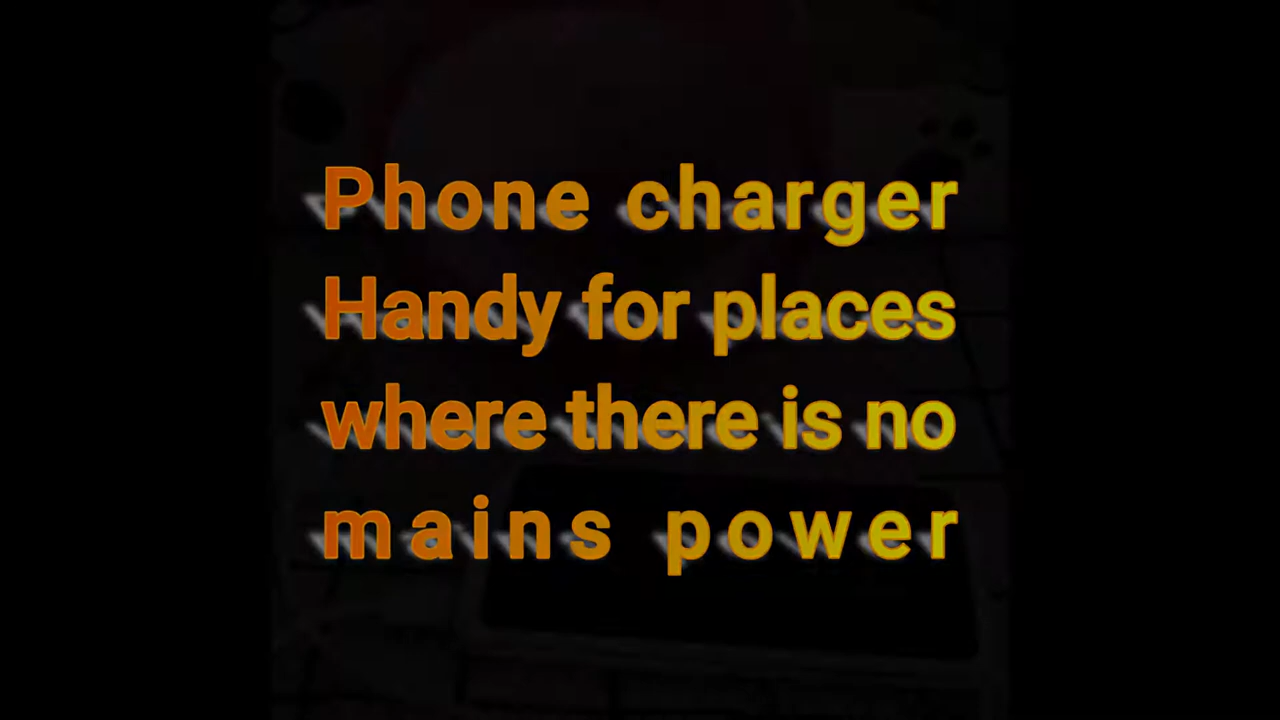 Phone charger
Handy for places
where there is no
mains power